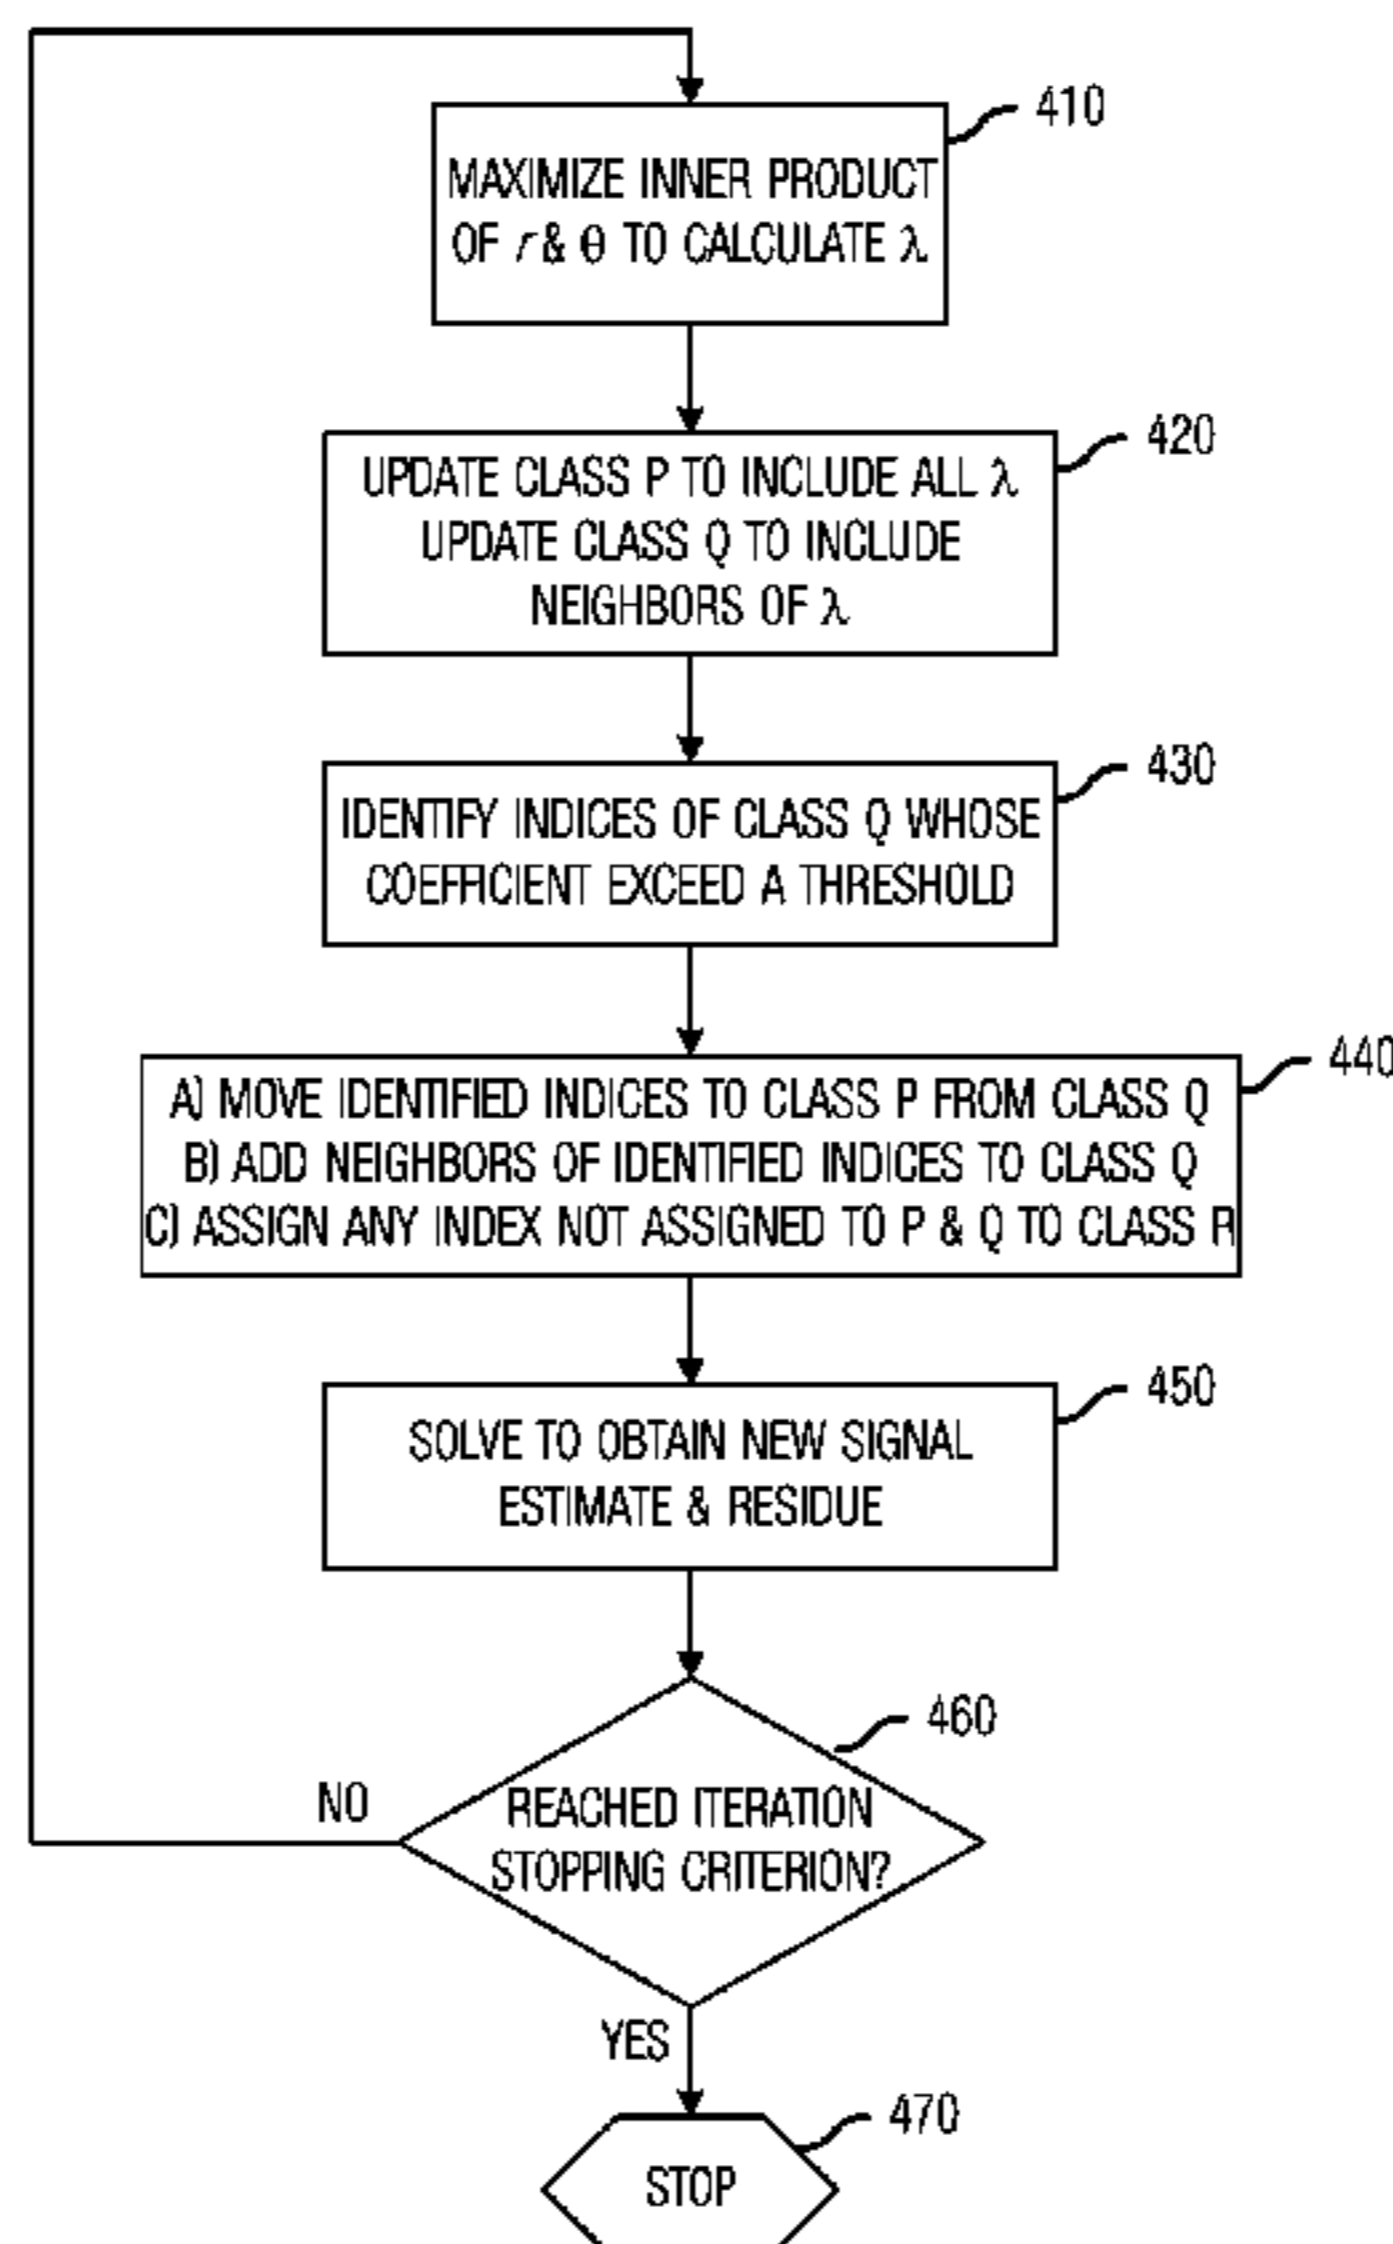 410
MAXIMIZE INNER PRODUCT
OF r & θ TO CALCULATE λ
420
UPDATE CLASS P TO INCLUDE ALL λ
UPDATE CLASS Q TO INCLUDE
NEIGHBORS OF λ
430
IDENTIFY INDICES OF CLASS Q WHOSE
COEFFICIENT EXCEED A THRESHOLD
440
A) MOVE IDENTIFIED INDICES TO CLASS P FROM CLASS Q
B) ADD NEIGHBORS OF IDENTIFIED INDICES TO CLASS Q
C) ASSIGN ANY INDEX NOT ASSIGNED TO P & Q TO CLASS R
450
SOLVE TO OBTAIN NEW SIGNAL
ESTIMATE & RESIDUE
460
NO
REACHED ITERATION
STOPPING CRITERION?
YES
470
STOP